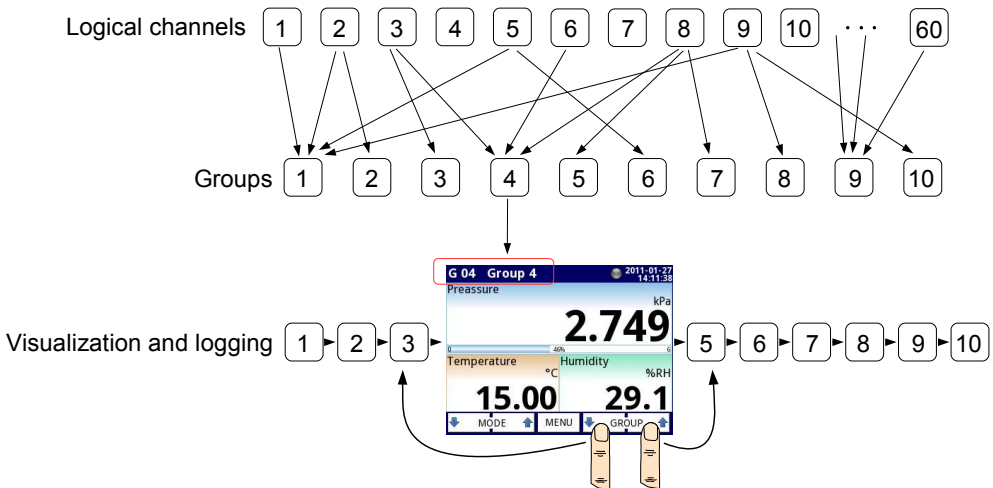 Logical channels 1 2 3 4 5 6 7 8 9 10 · · · 60
Groups 1 2 3 4 5 6 7 8 9 10
G 04 Group 4 2011-01-27
14:11:38
Preassure
kPa
2.749
0 46% 6
Visualization and logging 1 2 3 5 6 7 8 9 10
Temperature Humidity
°C %RH
15.00 29.1
MODE MENU GROUP